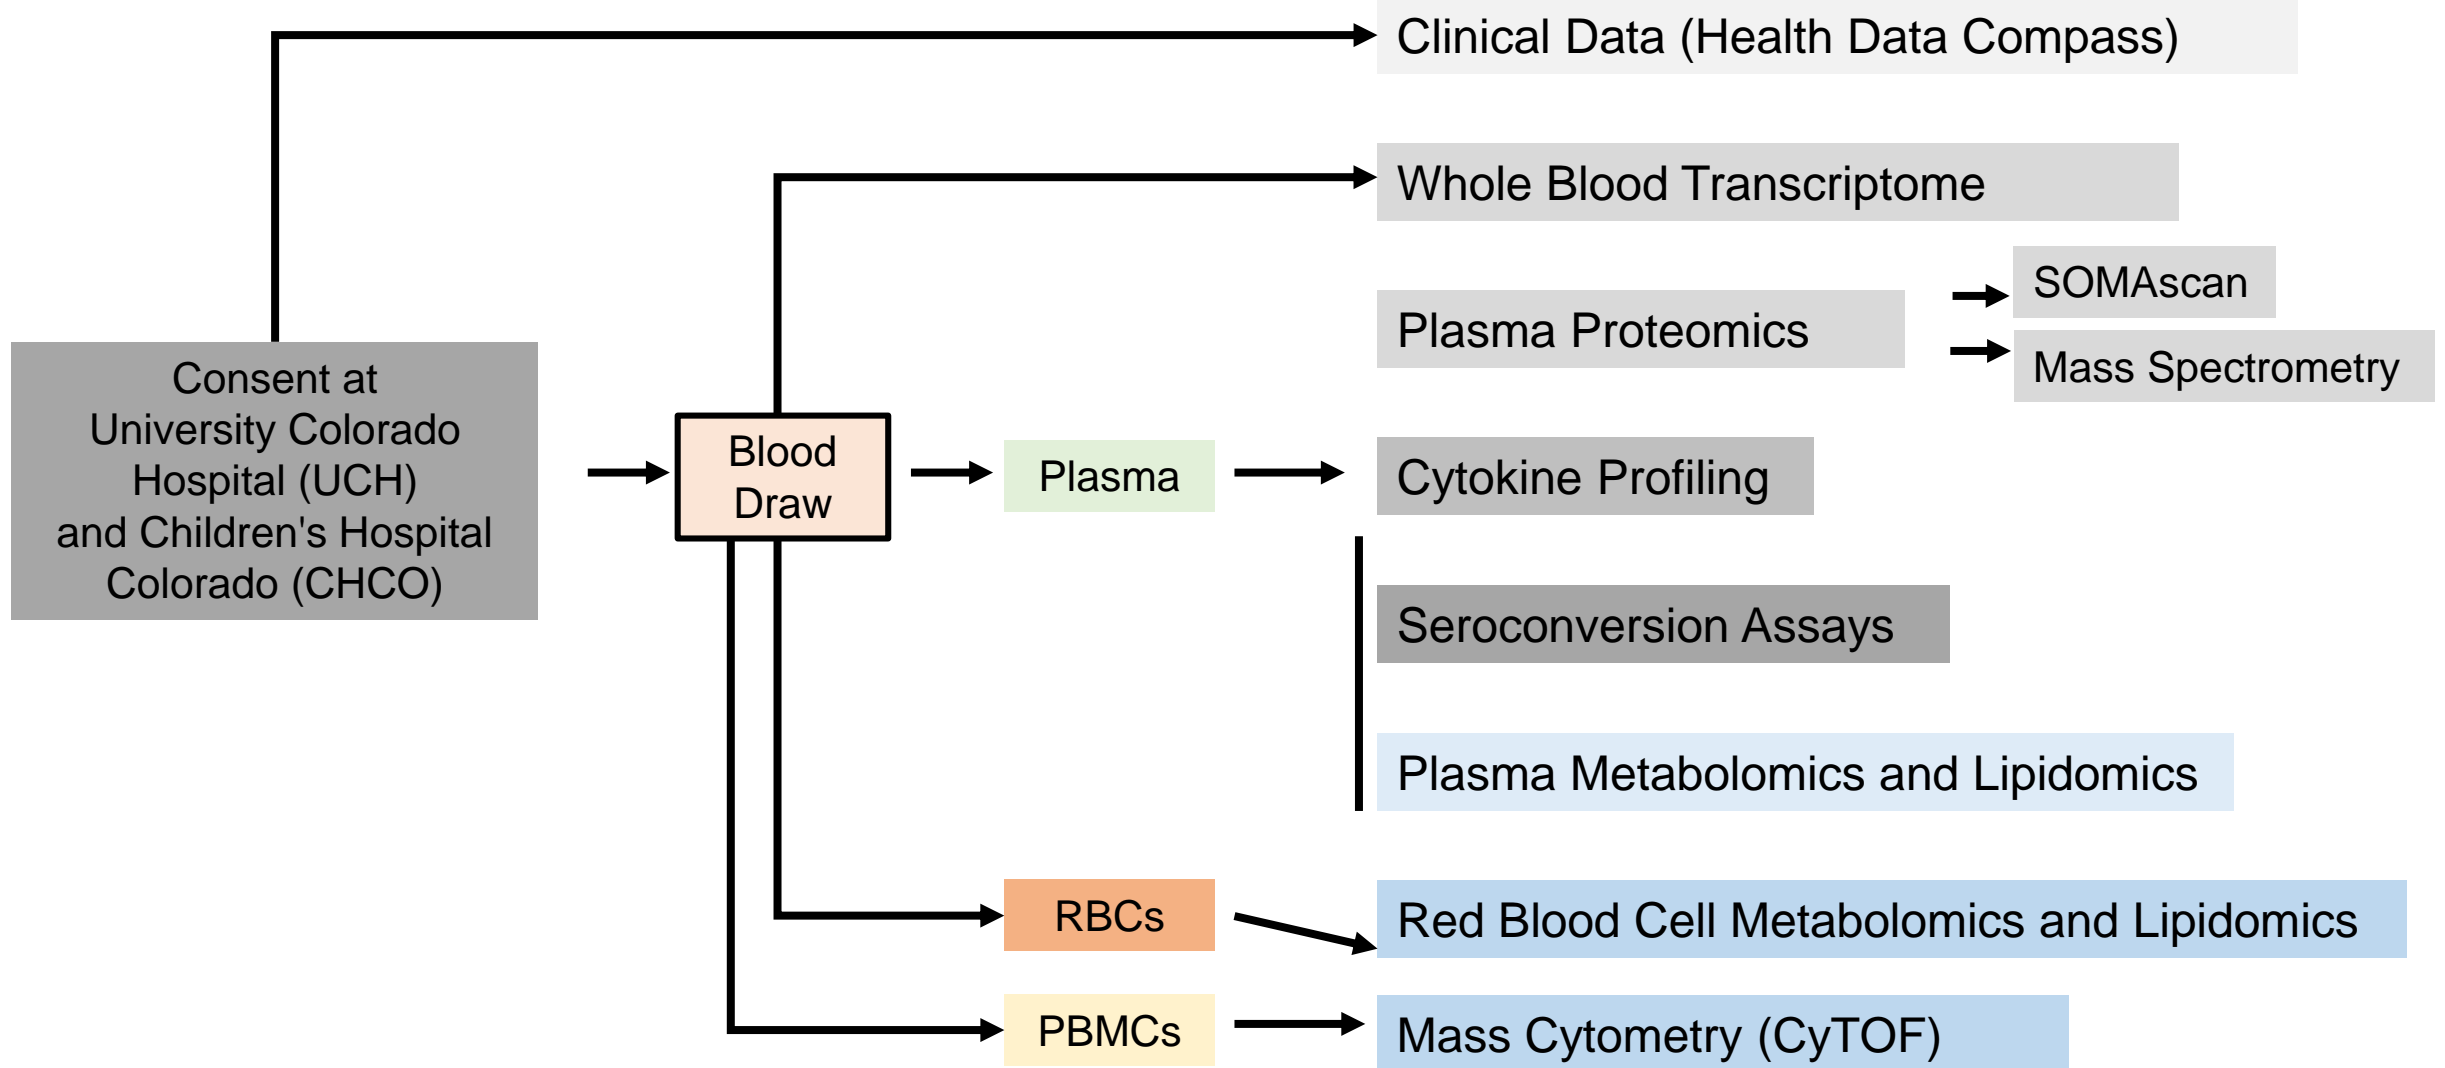 Clinical Data (Health Data Compass)
Whole Blood Transcriptome
SOMAscan
Plasma Proteomics
Mass Spectrometry
Consent at
University Colorado
Hospital (UCH)
and Children's Hospital
Colorado (CHCO)
Blood
Draw
Plasma
Cytokine Profiling
Seroconversion Assays
Plasma Metabolomics and Lipidomics
RBCs
Red Blood Cell Metabolomics and Lipidomics
PBMCs
Mass Cytometry (CyTOF)